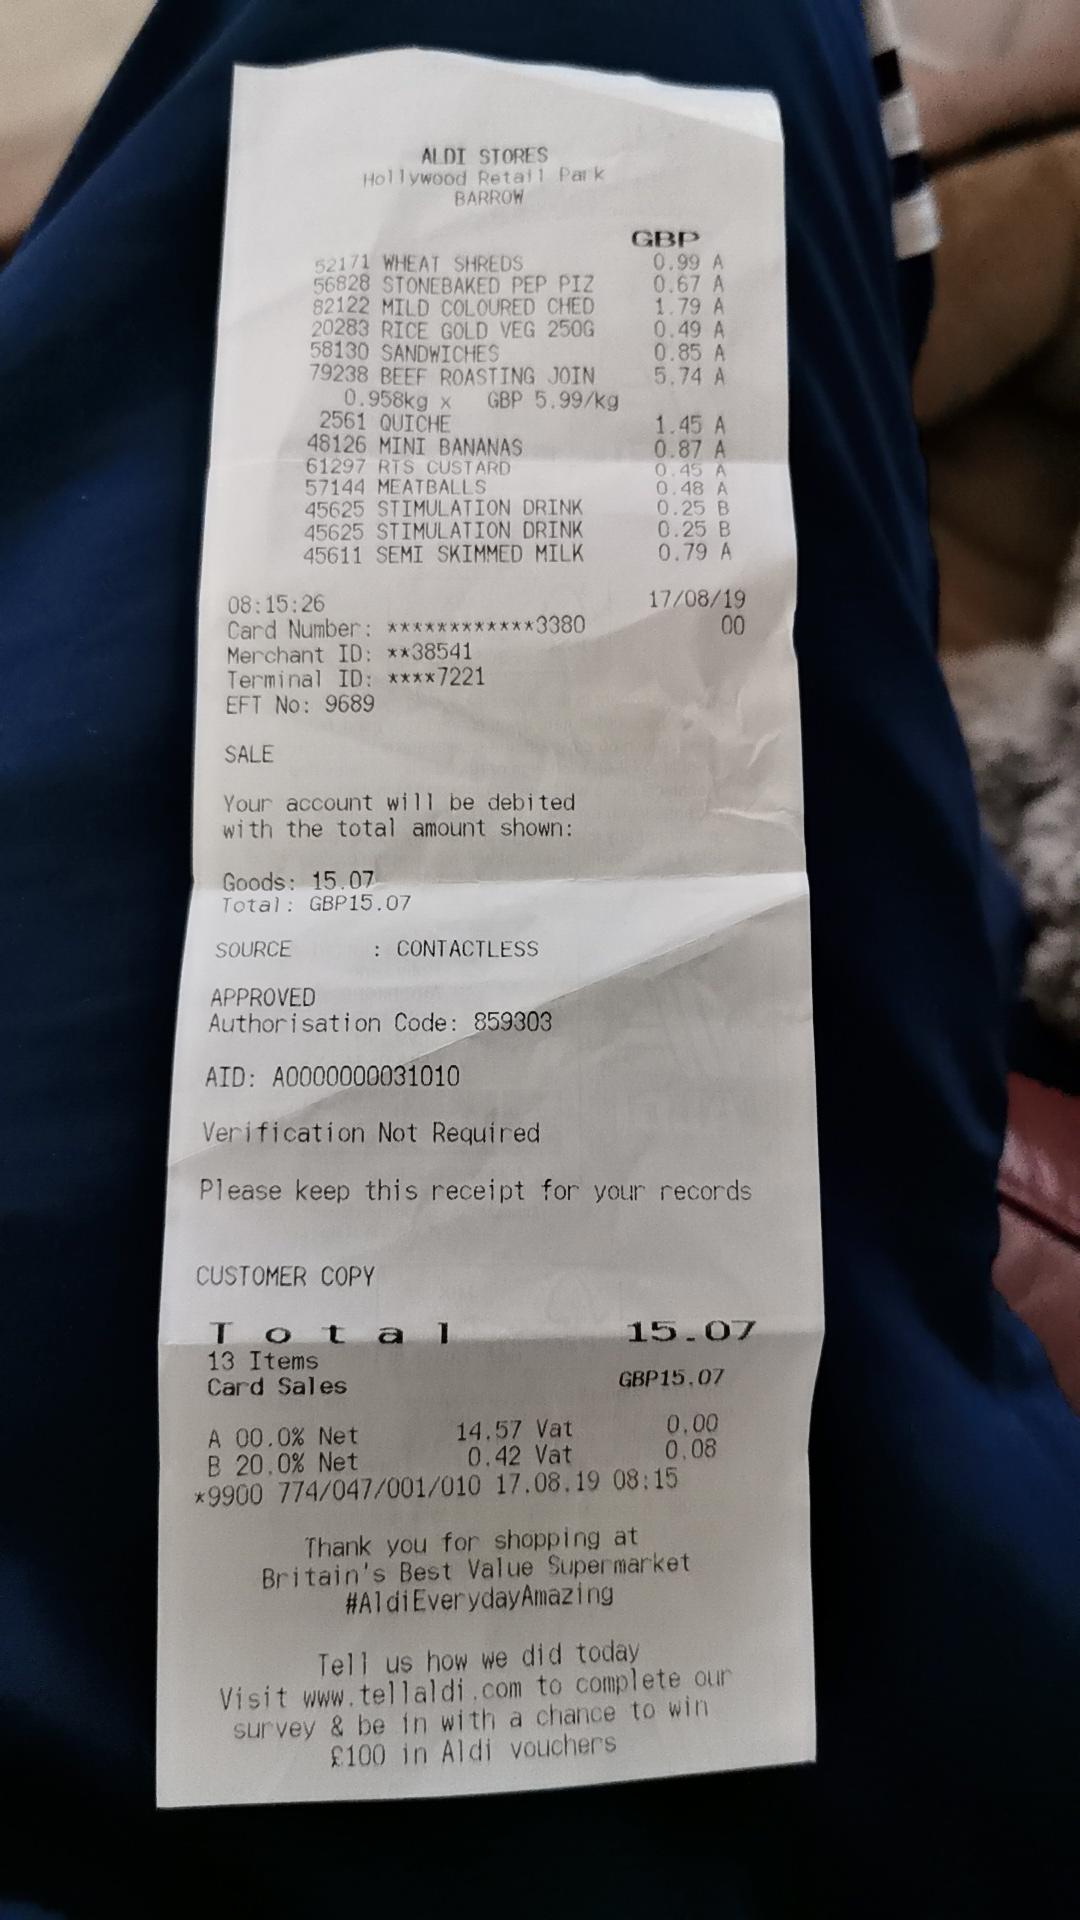 ALDI STORES
Hollywood Retail Park
BARROW
GBP
52171 WHEAT SHREDS 0.99 A
56828 STONEBAKED PEP PIZ 0.67 A
82122 MILD COLOURED CHED 1.79 A
20283 RICE GOLD VEG 250G 0.49 A
58130 SANDWICHES 0.85 A
79238 BEEF ROASTING JOIN 5.74 A
0.958kg x GBP 5.99/kg
2561 QUICHE 1.45 A
48126 MINI BANANAS 0.87 A
61297 RTS CUSTARD 0.45 A
57144 MEATBALLS 0.48 A
45625 STIMULATION DRINK 0.25 B
45625 STIMULATION DRINK 0.25 B
45611 SEMI SKIMMED MILK 0.79 A
08:15:26 17/08/19
Card Number: ************3380 00
Merchant ID: **38541
Terminal ID: ****7221
EFT No: 9689
SALE
Your account will be debited
with the total amount shown:
Goods: 15.07
Total: GBP15.07
SOURCE : CONTACTLESS
APPROVED
Authorisation Code: 859303
AID: A0000000031010
Verification Not Required
Please keep this receipt for your records
CUSTOMER COPY
Total 15.07
13 Items
Card Sales GBP15.07
A 00.0% Net 14.57 Vat 0.00
B 20.0% Net 0.42 Vat 0.08
*9900 774/047/001/010 17.08.19 08:15
Thank you for shopping at
Britain's Best Value Supermarket
#AldiEverydayAmazing
Tell us how we did today
Visit www.tellaldi.com to complete our
survey & be in with a chance to win
£100 in Aldi vouchers